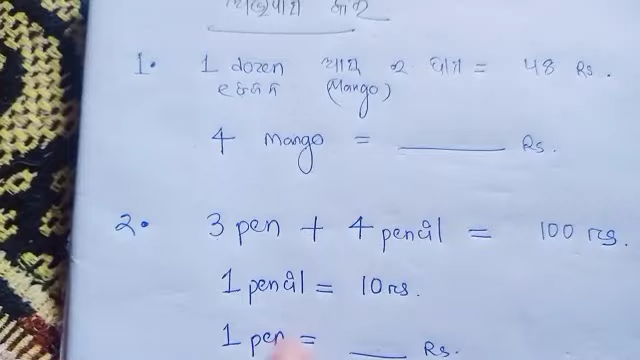 1. 1 dozen = 48 Rs.
(Mango)
4 mango = ______ Rs.
2. 3 pen + 4 pencil = 100 rs.
1 pencil = 10 rs.
1 pen = ____ Rs.